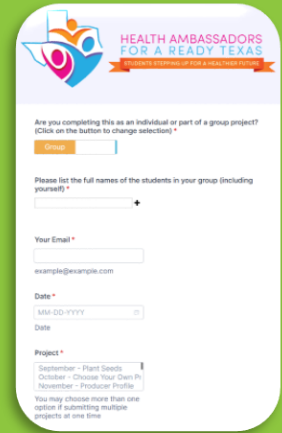 HEALTH AMBASSADORS
FOR A READY TEXAS
STUDENTS STEPPING UP FOR A HEALTHIER FUTURE
Are you completing this as an individual or part of a group project?
(Click on the button to change selection) *
Group
Please list the full names of the students in your group (including
yourself) *
+
Your Email *
example@example.com
Date *
MM-DD-YYYY
Date
Project *
September - Plant Seeds
October - Choose Your Own Pr
November - Producer Profile
You may choose more than one
option if submitting multiple
projects at one time